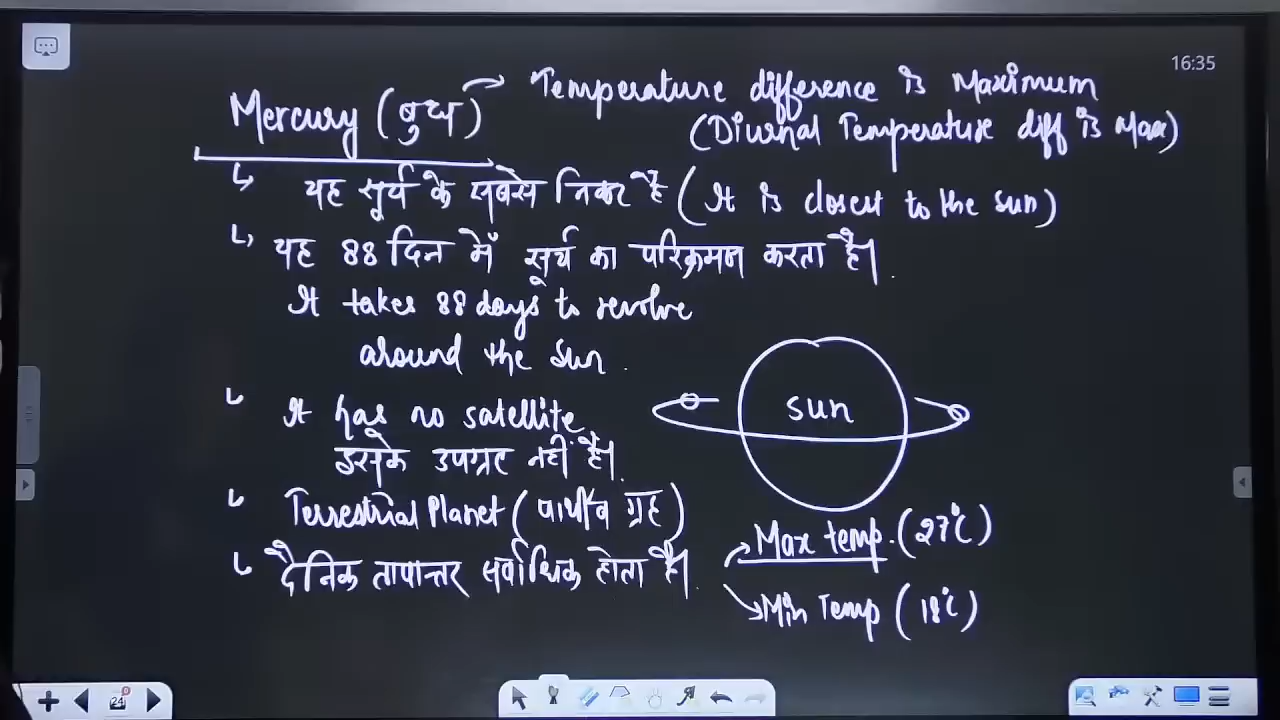 16:35
Mercury (बुध) → Temperature difference is Maximum
(Diurnal Temperature diff is Max)
↳ यह सूर्य के सबसे निकट है (It is closest to the sun)
↳ यह 88 दिन में सूर्य का परिक्रमण करता है।
It takes 88 days to revolve
around the sun.
↳ It has no satellite
इसके उपग्रह नहीं है।
sun
↳ Terrestrial Planet (पार्थीव ग्रह)
Max temp. (27°C)
↳ दैनिक तापान्तर सर्वाधिक होता है।
Min Temp (18°C)
24